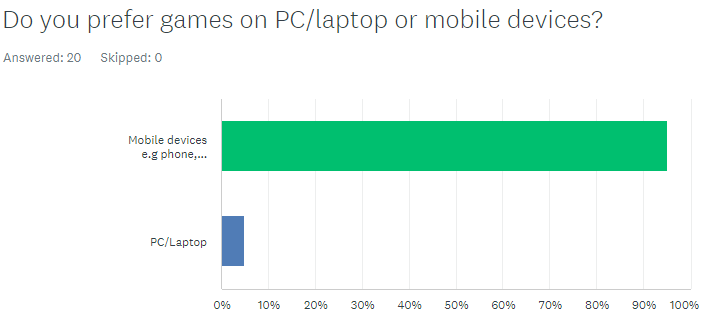 Do you prefer games on PC/laptop or mobile devices?
Answered: 20 Skipped: 0
Mobile devices
e.g phone,...
PC/Laptop
0% 10% 20% 30% 40% 50% 60% 70% 80% 90% 100%